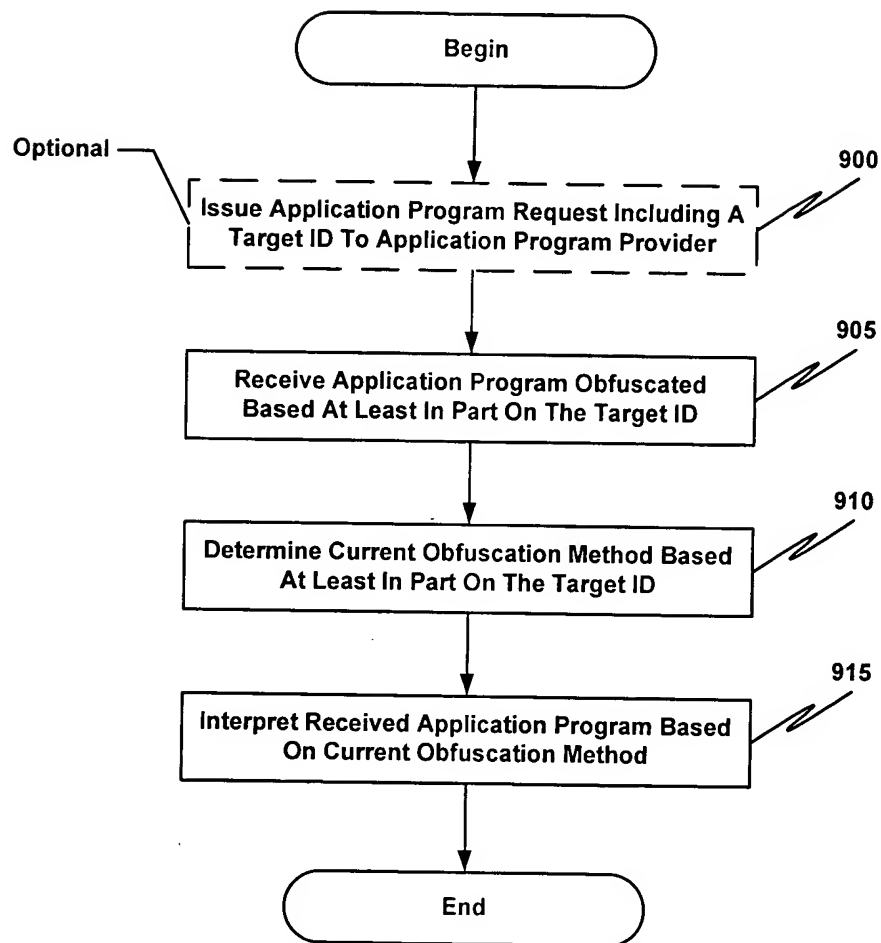 Begin
Optional
900
Issue Application Program Request Including A
Target ID To Application Program Provider
905
Receive Application Program Obfuscated
Based At Least In Part On The Target ID
910
Determine Current Obfuscation Method Based
At Least In Part On The Target ID
915
Interpret Received Application Program Based
On Current Obfuscation Method
End